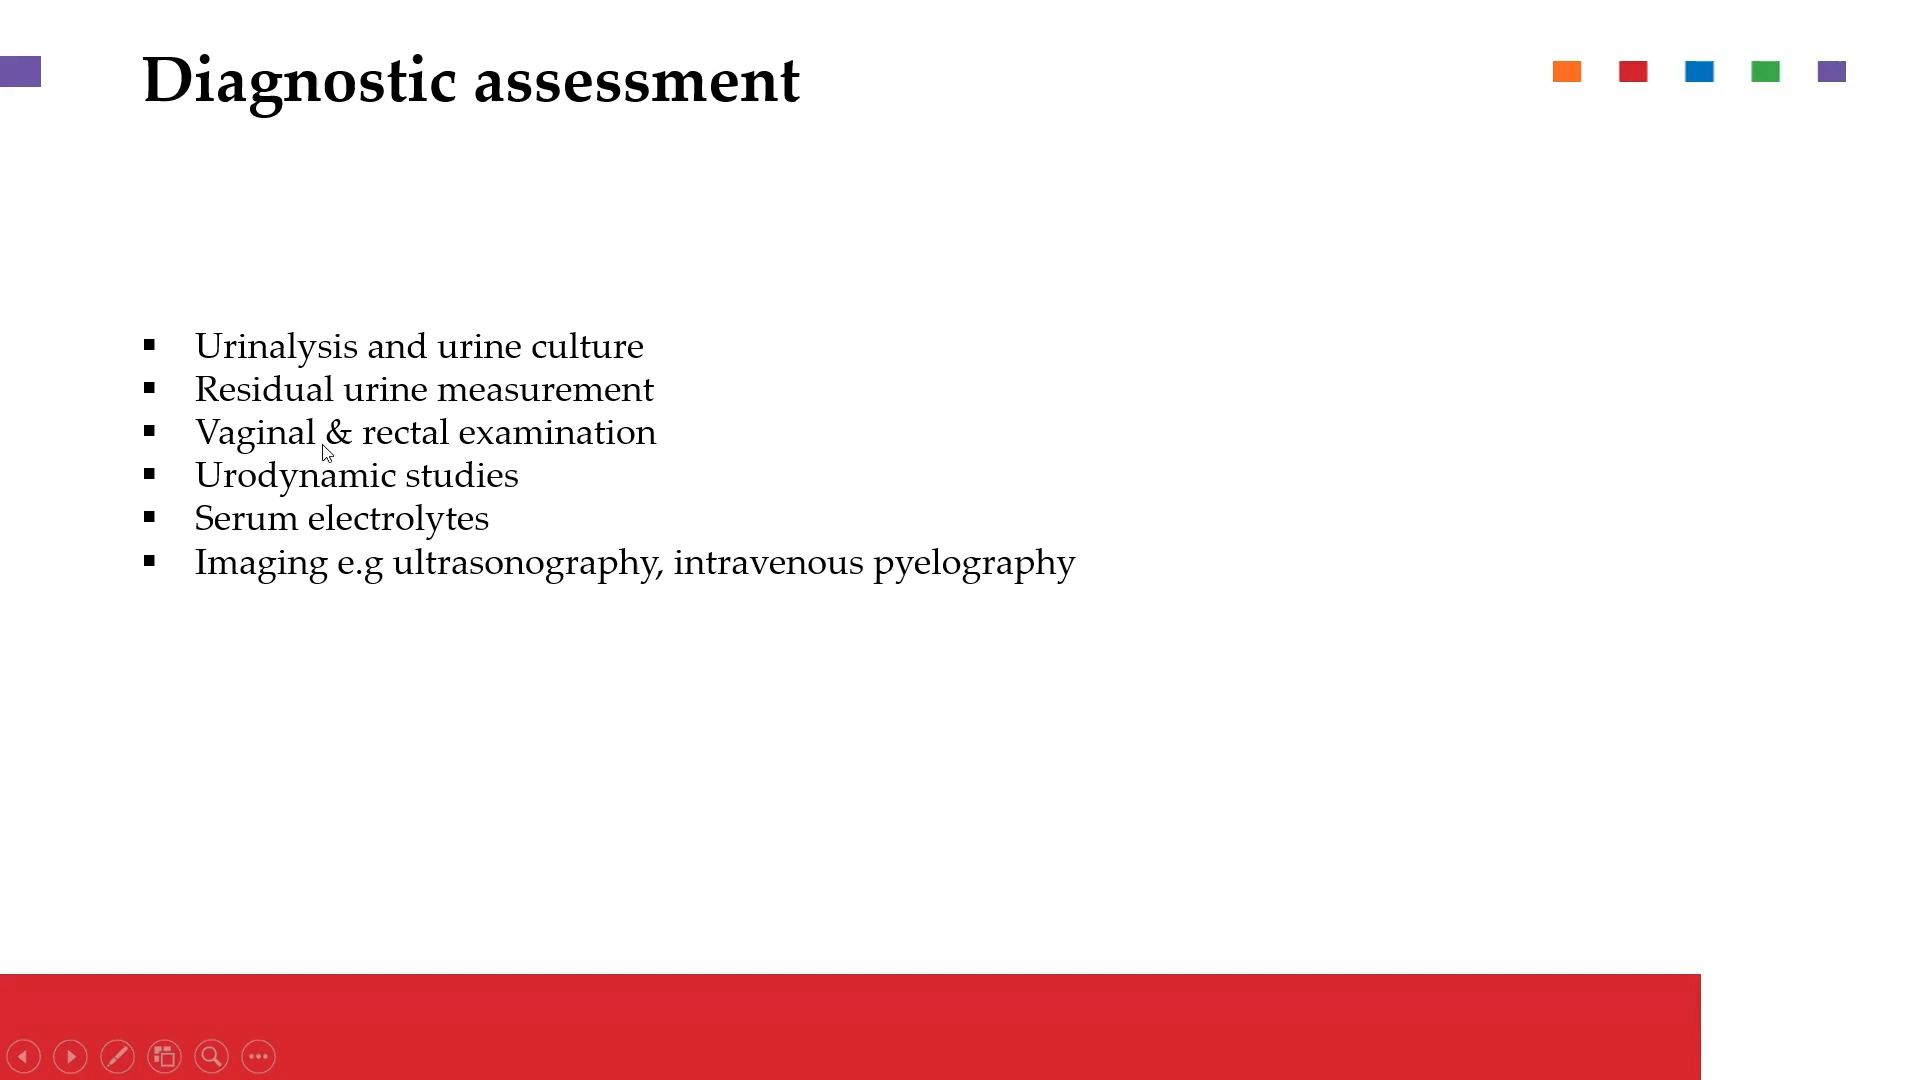 Diagnostic assessment
▪ Urinalysis and urine culture
▪ Residual urine measurement
▪ Vaginal & rectal examination
▪ Urodynamic studies
▪ Serum electrolytes
▪ Imaging e.g ultrasonography, intravenous pyelography